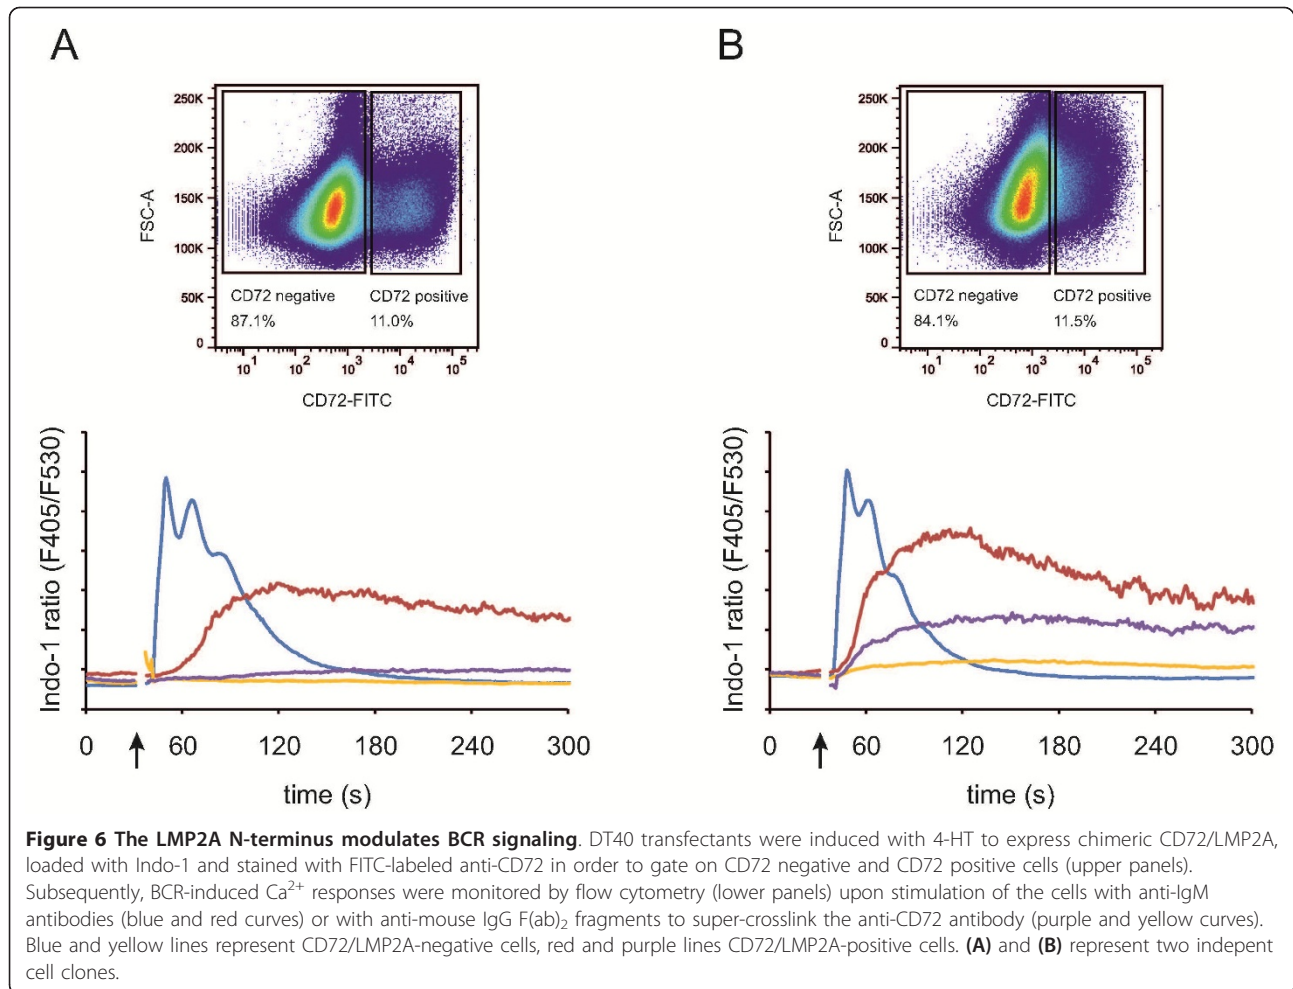 A
B
250K
200K
150K
100K
50K
0
FSC-A
CD72 negative
87.1%
CD72 positive
11.0%
10^1 10^2 10^3 10^4 10^5
CD72-FITC
250K
200K
150K
100K
50K
0
FSC-A
CD72 negative
84.1%
CD72 positive
11.5%
10^1 10^2 10^3 10^4 10^5
CD72-FITC
Indo-1 ratio (F405/F530)
0 60 120 180 240 300
time (s)
Indo-1 ratio (F405/F530)
0 60 120 180 240 300
time (s)
Figure 6 The LMP2A N-terminus modulates BCR signaling. DT40 transfectants were induced with 4-HT to express chimeric CD72/LMP2A,
loaded with Indo-1 and stained with FITC-labeled anti-CD72 in order to gate on CD72 negative and CD72 positive cells (upper panels).
Subsequently, BCR-induced Ca²⁺ responses were monitored by flow cytometry (lower panels) upon stimulation of the cells with anti-IgM
antibodies (blue and red curves) or with anti-mouse IgG F(ab)₂ fragments to super-crosslink the anti-CD72 antibody (purple and yellow curves).
Blue and yellow lines represent CD72/LMP2A-negative cells, red and purple lines CD72/LMP2A-positive cells. (A) and (B) represent two indepent
cell clones.